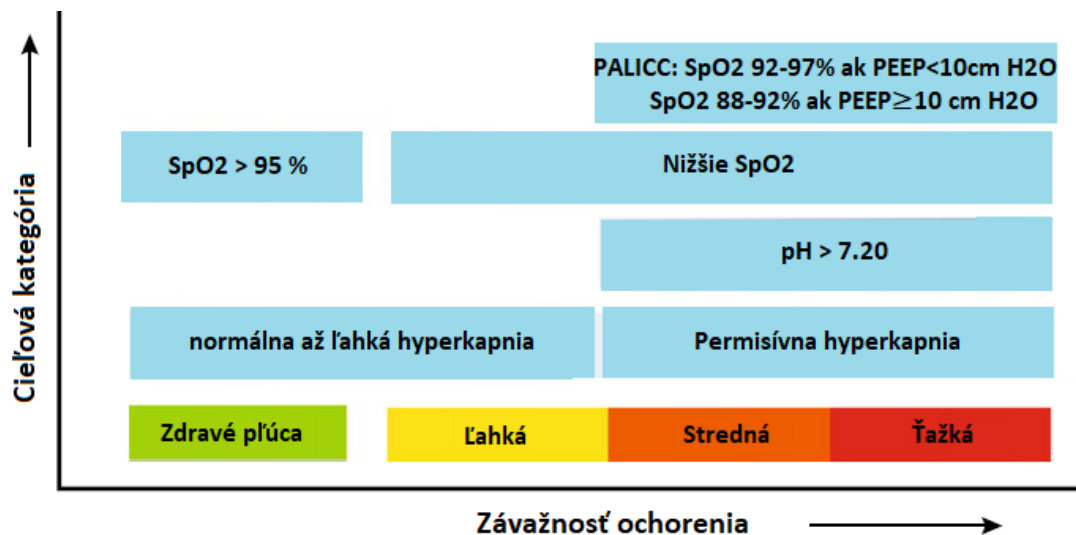 Cieľová kategória
PALICC: SpO2 92-97% ak PEEP<10cm H2O
SpO2 88-92% ak PEEP≥10 cm H2O
SpO2 > 95 %
Nižšie SpO2
pH > 7.20
normálna až ľahká hyperkapnia
Permisívna hyperkapnia
Zdravé pľúca
Ľahká
Stredná
Ťažká
Závažnosť ochorenia